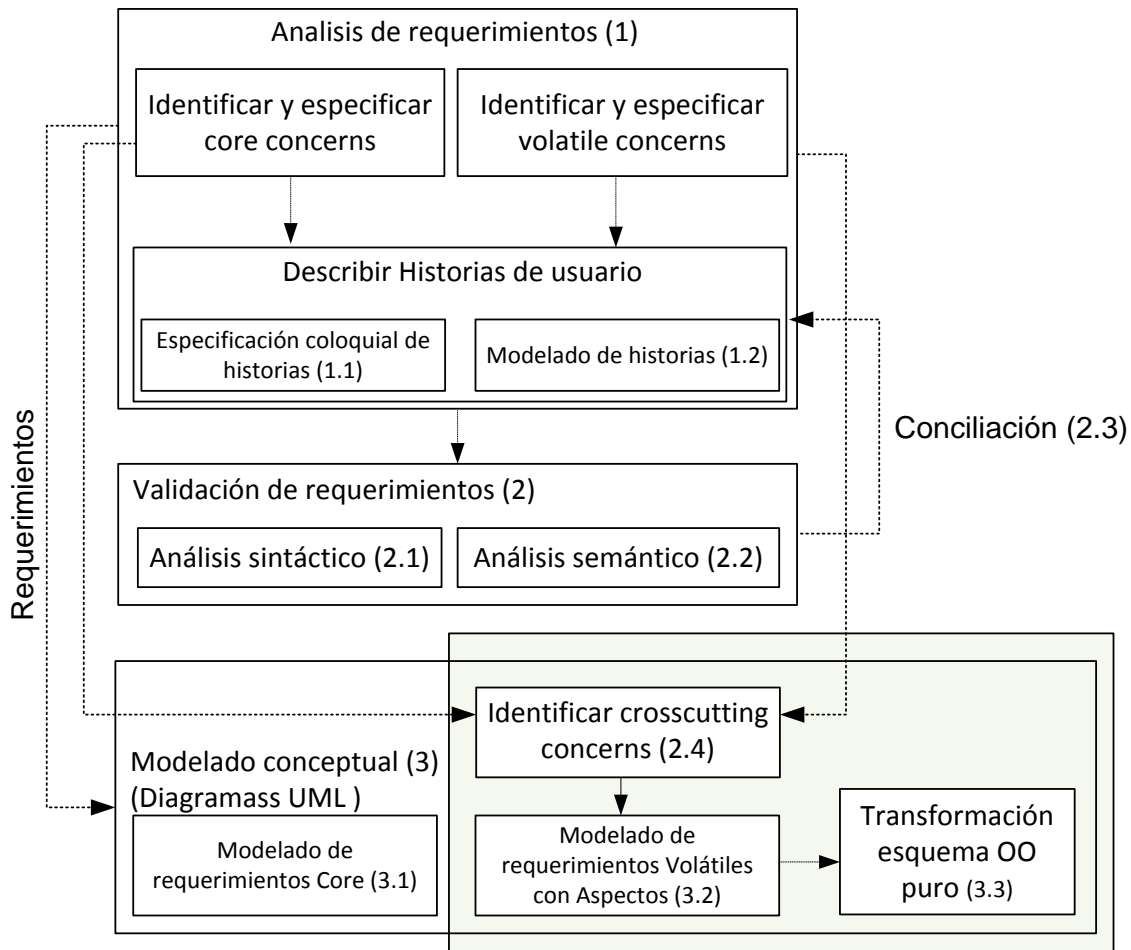 Analisis de requerimientos (1)
Identificar y especificar
core concerns
Identificar y especificar
volatile concerns
Describir Historias de usuario
Especificación coloquial de
historias (1.1)
Modelado de historias (1.2)
Requerimientos
Conciliación (2.3)
Validación de requerimientos (2)
Análisis sintáctico (2.1)
Análisis semántico (2.2)
Identificar crosscutting
concerns (2.4)
Modelado conceptual (3)
(Diagramass UML )
Modelado de
requerimientos Core (3.1)
Modelado de
requerimientos Volátiles
con Aspectos (3.2)
Transformación
esquema OO
puro (3.3)